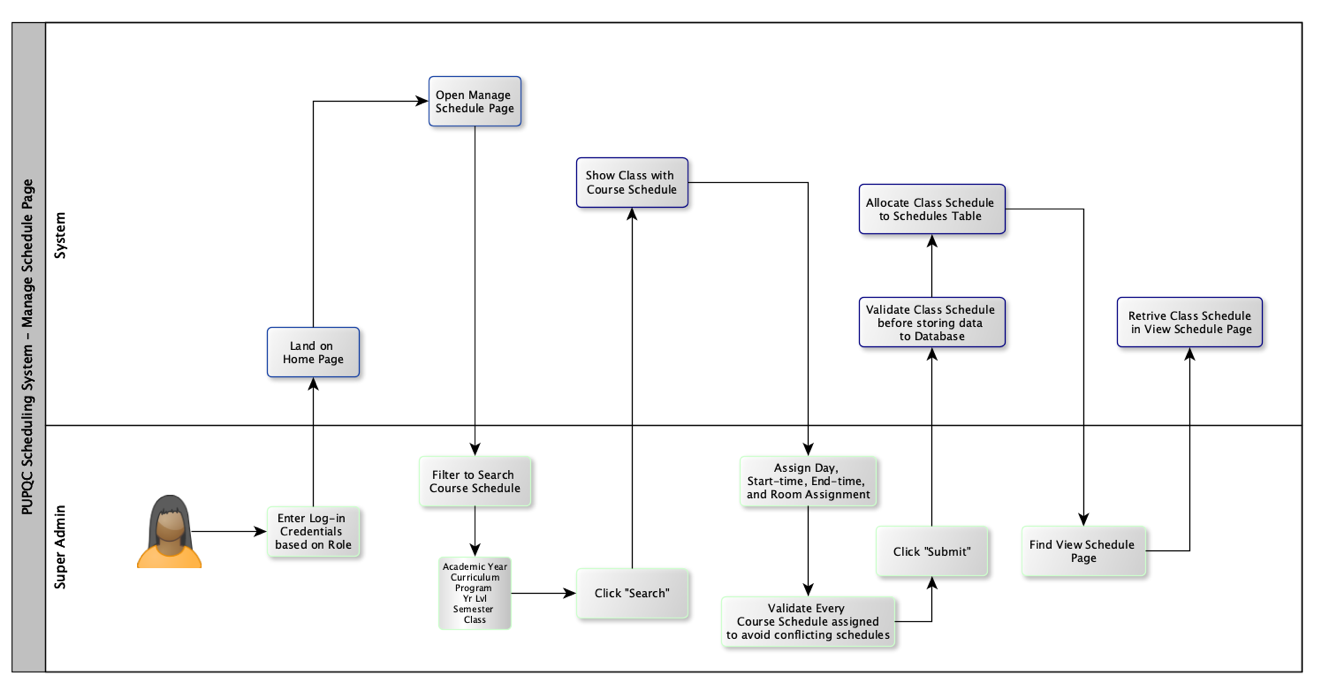 PUPQC Scheduling System - Manage Schedule Page
System
Open Manage
Schedule Page
Show Class with
Course Schedule
Allocate Class Schedule
to Schedules Table
Land on
Home Page
Validate Class Schedule
before storing data
to Database
Retrive Class Schedule
in View Schedule Page
Super Admin
Enter Log-in
Credentials
based on Role
Filter to Search
Course Schedule
Academic Year
Curriculum
Program
Yr Lvl
Semester
Class
Click "Search"
Assign Day,
Start-time, End-time,
and Room Assignment
Validate Every
Course Schedule assigned
to avoid conflicting schedules
Click "Submit"
Find View Schedule
Page